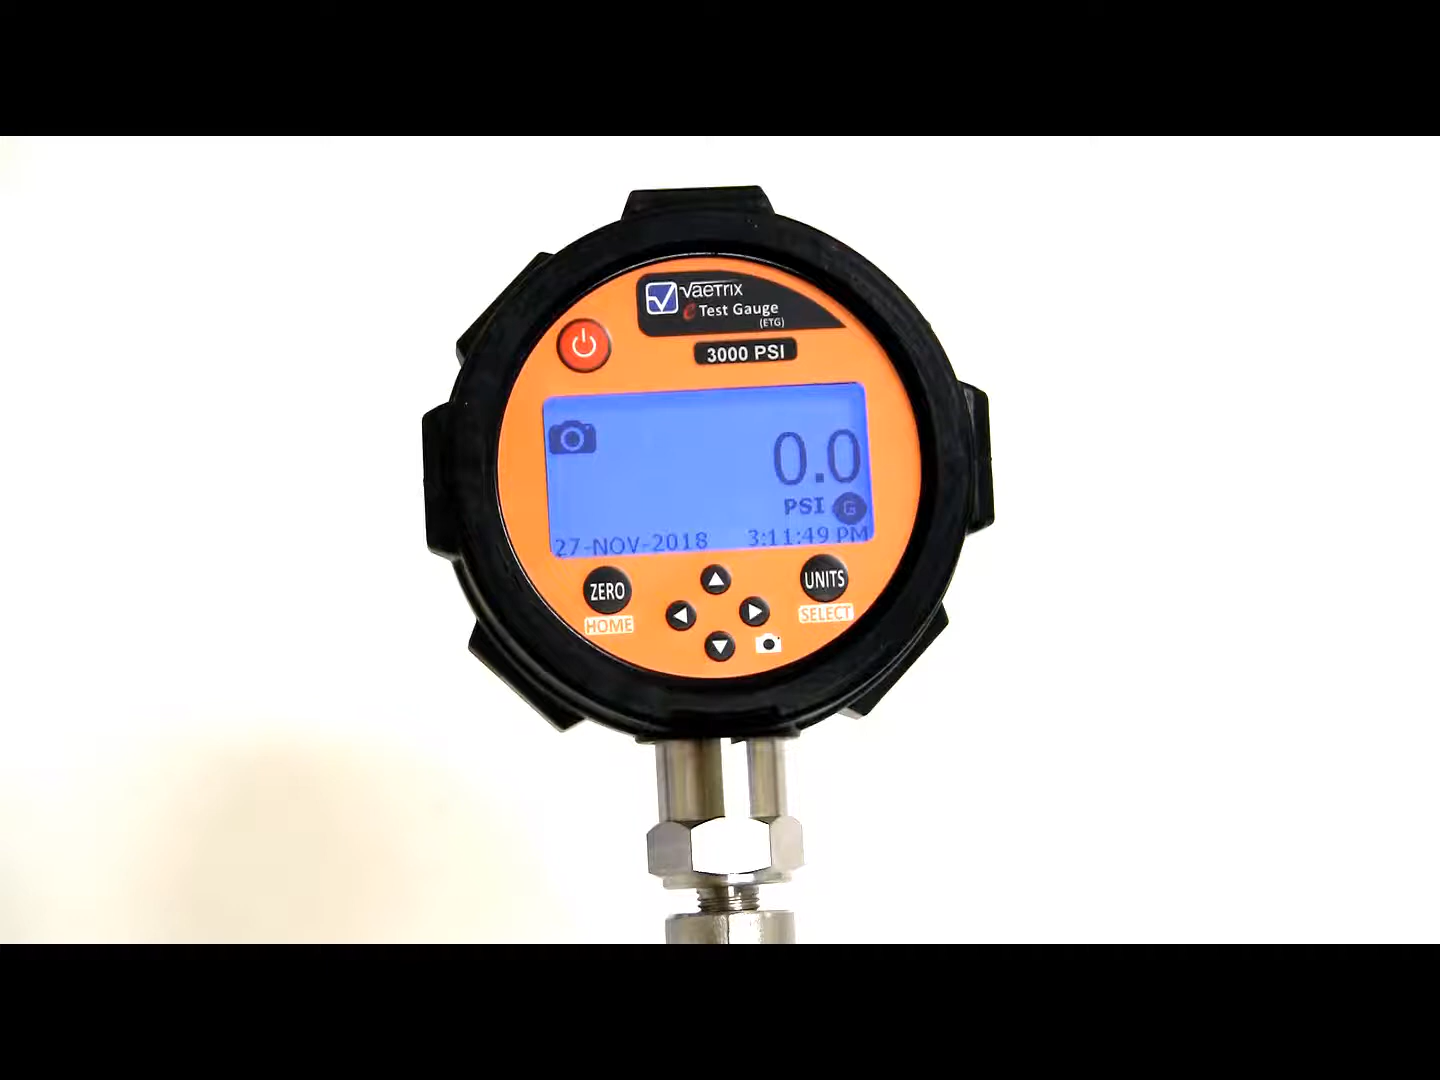 VAETRIX
e Test Gauge
(ETG)
3000 PSI
0.0
PSI G
27-NOV-2018 3:11:49 PM
ZERO
UNITS
HOME
SELECT